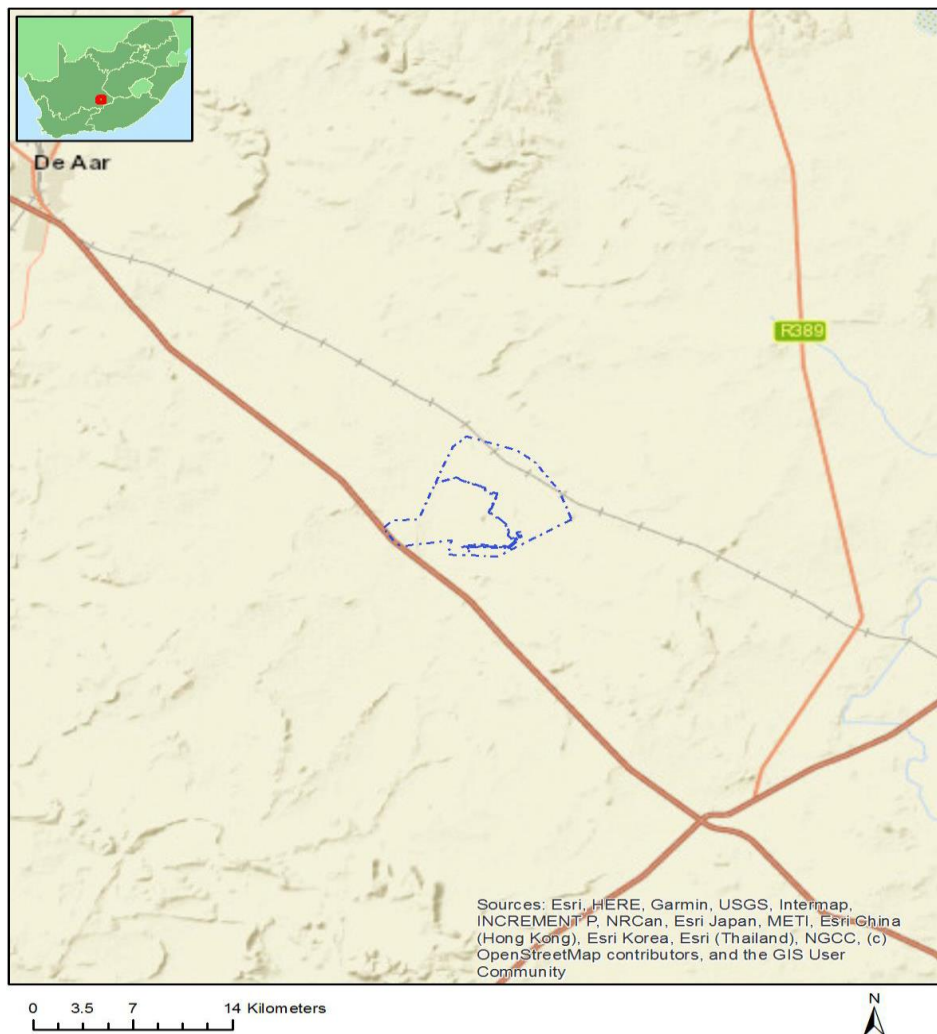 De Aar
R389
Sources: Esri, HERE, Garmin, USGS, Intermap,
INCREMENT P, NRCan, Esri Japan, METI, Esri China
(Hong Kong), Esri Korea, Esri (Thailand), NGCC, (c)
OpenStreetMap contributors, and the GIS User
Community
0 3.5 7 14 Kilometers
N